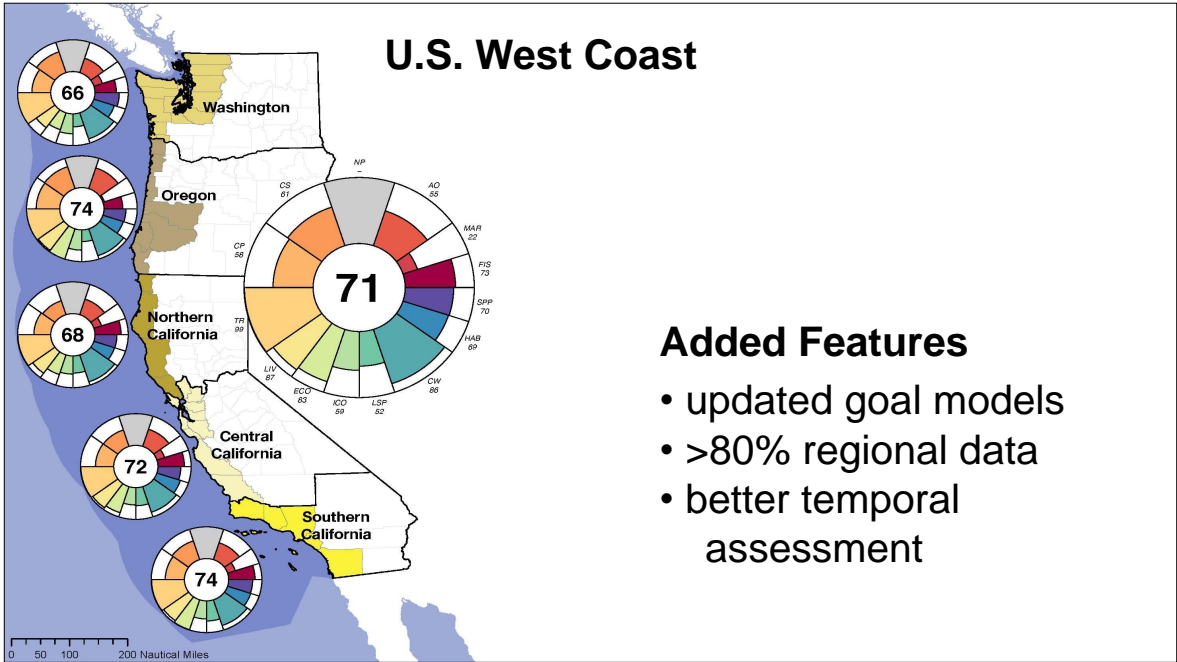 U.S. West Coast
66
Washington
74
Oregon
68
Northern
California
72
Central
California
74
Southern
California
71
NP
–
AO
55
MAR
22
FIS
73
SPP
70
HAB
69
CW
86
LSP
52
ICO
59
ECO
83
LIV
87
TR
99
CP
58
CS
61
Added Features
• updated goal models
• >80% regional data
• better temporal
assessment
0 50 100 200 Nautical Miles